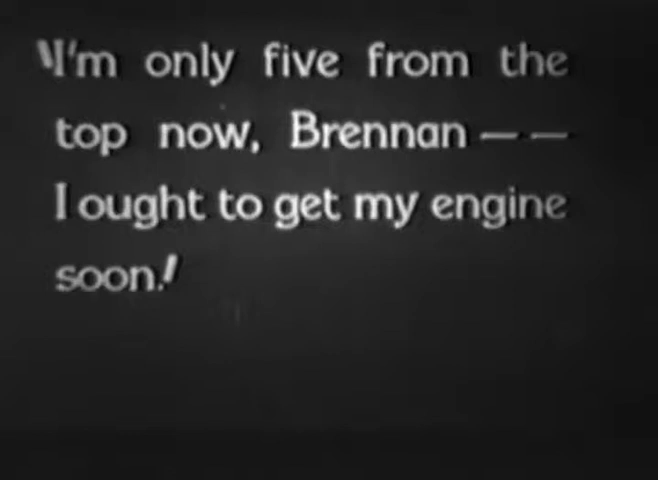 "I'm only five from the
top now, Brennan — —
I ought to get my engine
soon."